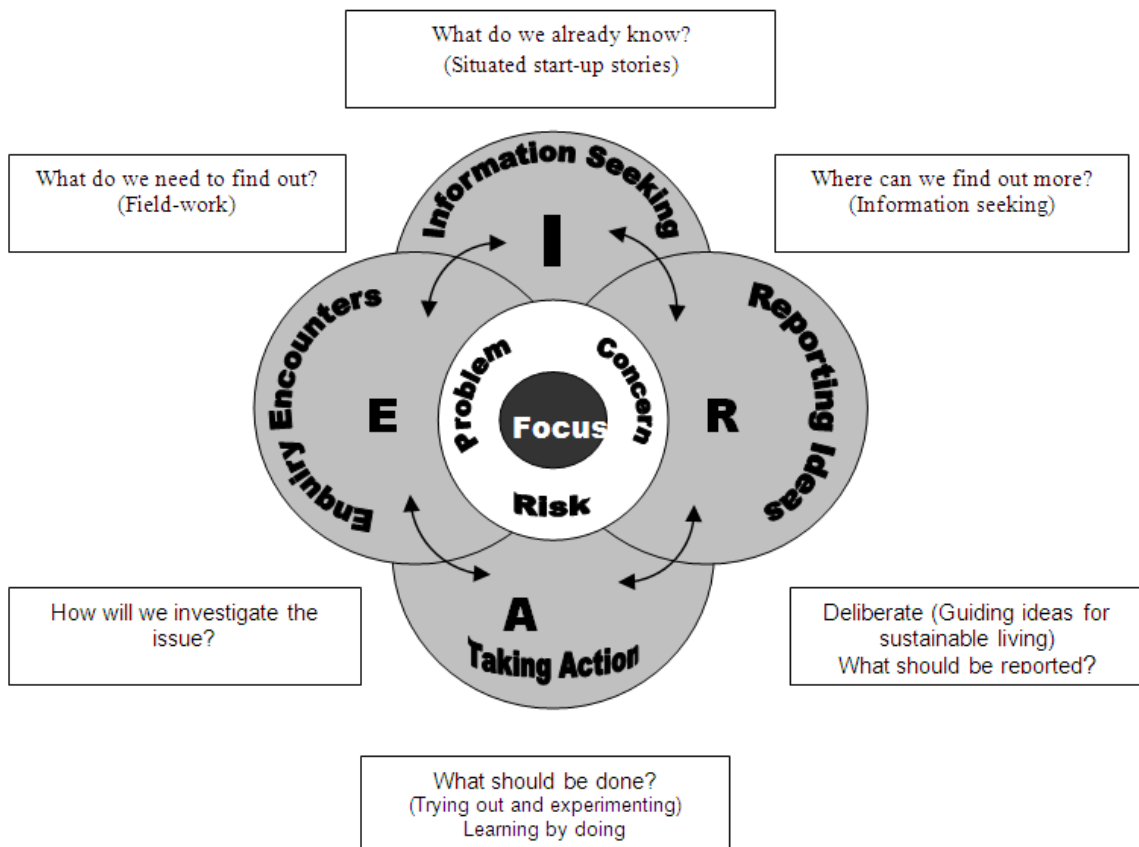 What do we already know?
(Situated start-up stories)
What do we need to find out?
(Field-work)
Where can we find out more?
(Information seeking)
Information Seeking
I
Enquiry Encounters
E
Problem
Concern
Focus
Risk
R
Reporting Ideas
A
Taking Action
How will we investigate the
issue?
Deliberate (Guiding ideas for
sustainable living)
What should be reported?
What should be done?
(Trying out and experimenting)
Learning by doing